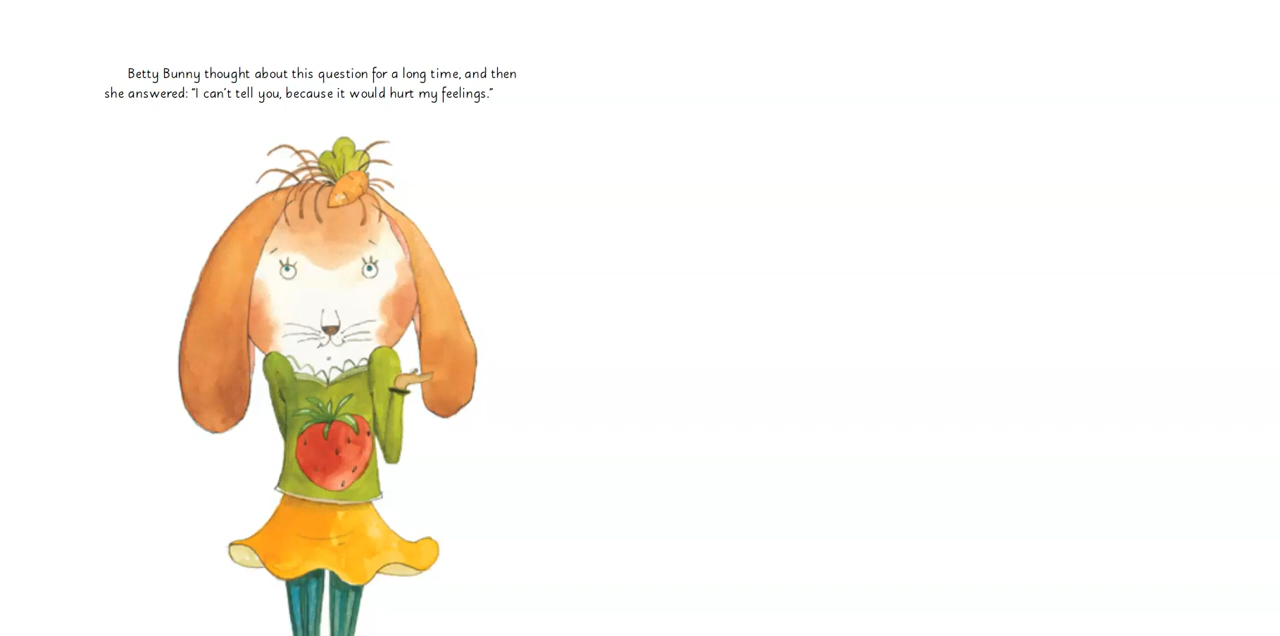 Betty Bunny thought about this question for a long time, and then
she answered: “I can’t tell you, because it would hurt my feelings.”